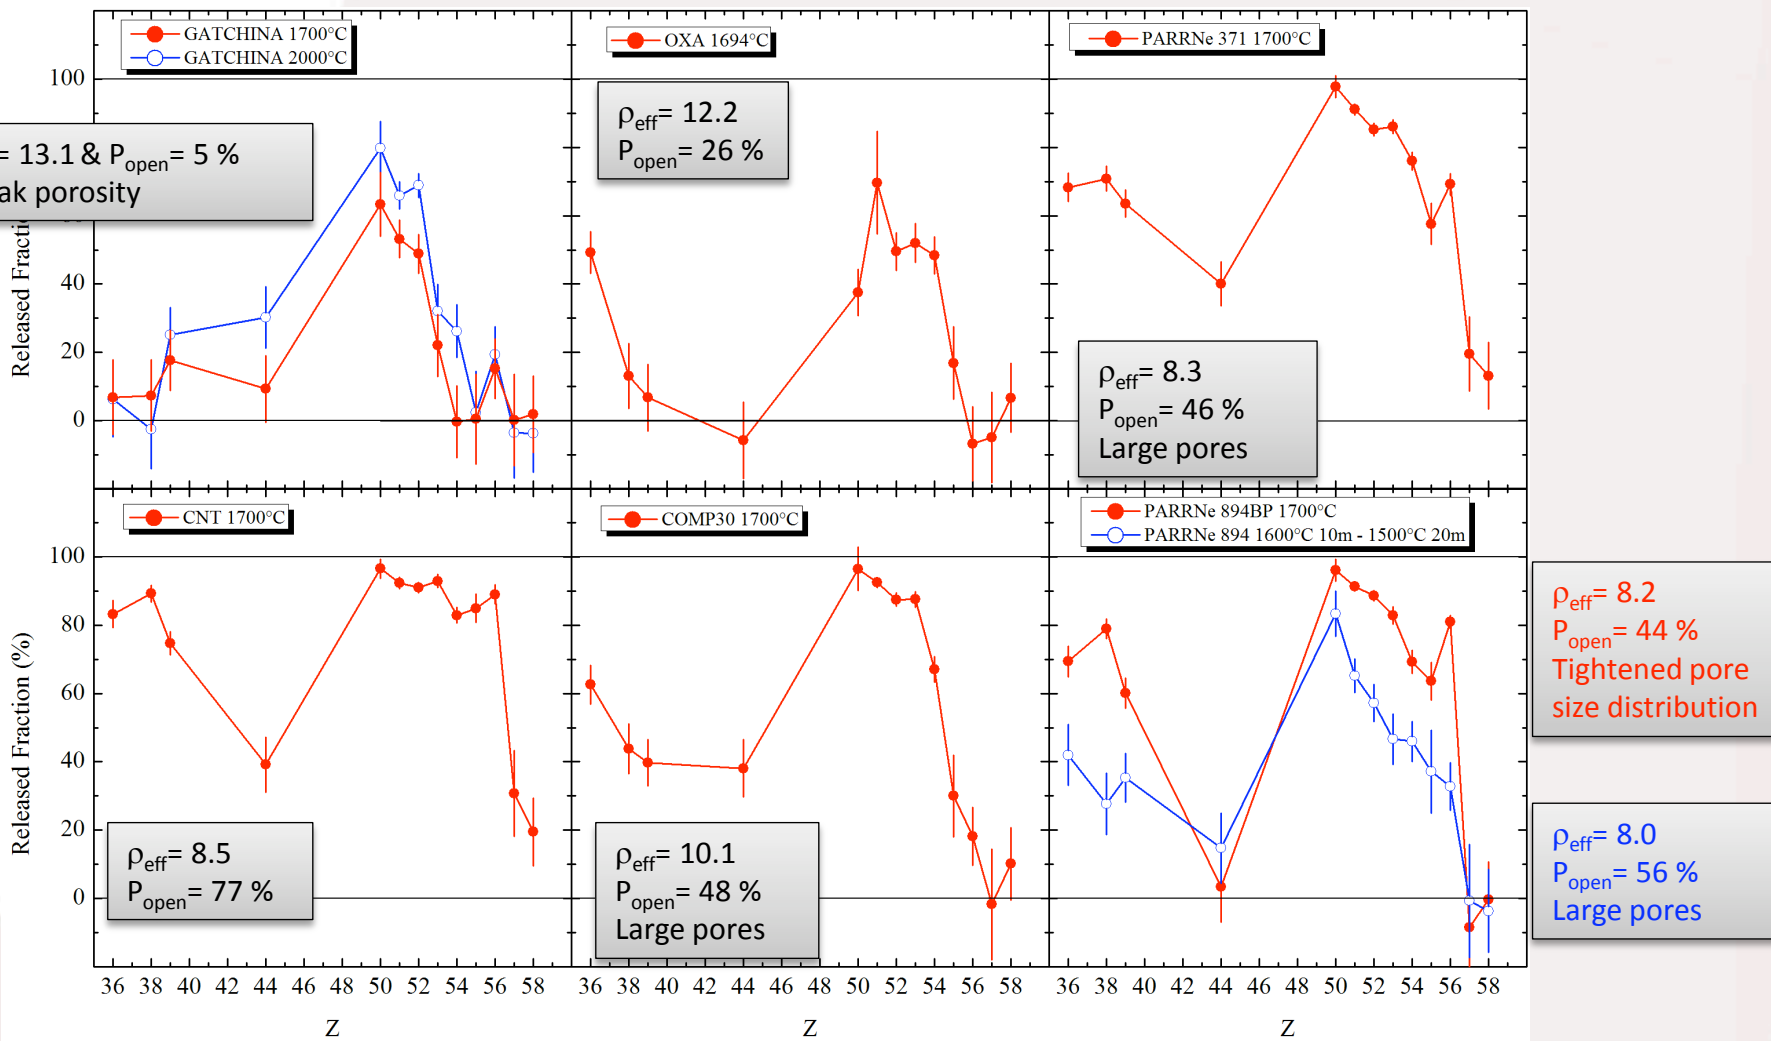 GATCHINA 1700°C
GATCHINA 2000°C
OXA 1694°C
PARRNe 371 1700°C
100
= 13.1 & Popen= 5 %
porosity
ρeff= 12.2
Popen= 26 %
Released
40
20
0
ρeff= 8.3
Popen= 46 %
Large pores
CNT 1700°C
COMP30 1700°C
PARRNe 894BP 1700°C
PARRNe 894 1600°C 10m - 1500°C 20m
100
80
60
40
20
0
Released Fraction (%)
ρeff= 8.5
Popen= 77 %
ρeff= 10.1
Popen= 48 %
Large pores
ρeff= 8.2
Popen= 44 %
Tightened pore
size distribution
ρeff= 8.0
Popen= 56 %
Large pores
36 38 40 42 44 46 48 50 52 54 56 58
36 38 40 42 44 46 48 50 52 54 56 58
36 38 40 42 44 46 48 50 52 54 56 58
Z
Z
Z